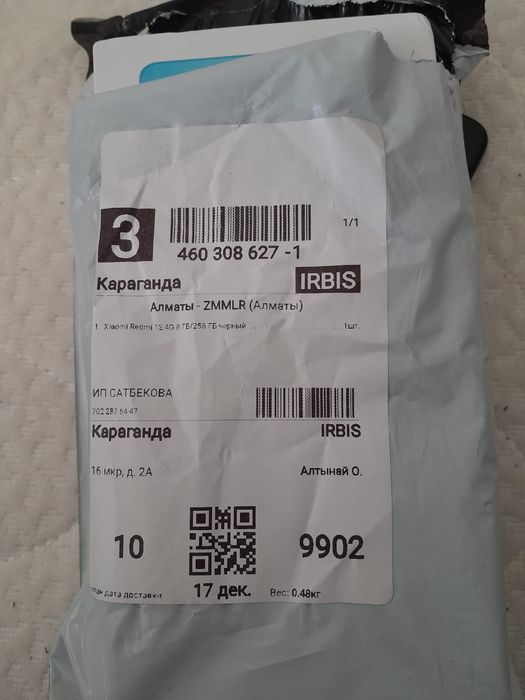 3
1/1
460 308 627 -1
Караганда IRBIS
Алматы - ZMMLR (Алматы)
1. Xiaomi Redmi 12 4G 8 ГБ/256 ГБ черный 1шт.
ИП САТБЕКОВА
702 287 64 47
Караганда IRBIS
16 мкр, д. 2А Алтынай О.
10 9902
дата доставки 17 дек. Вес: 0.48кг